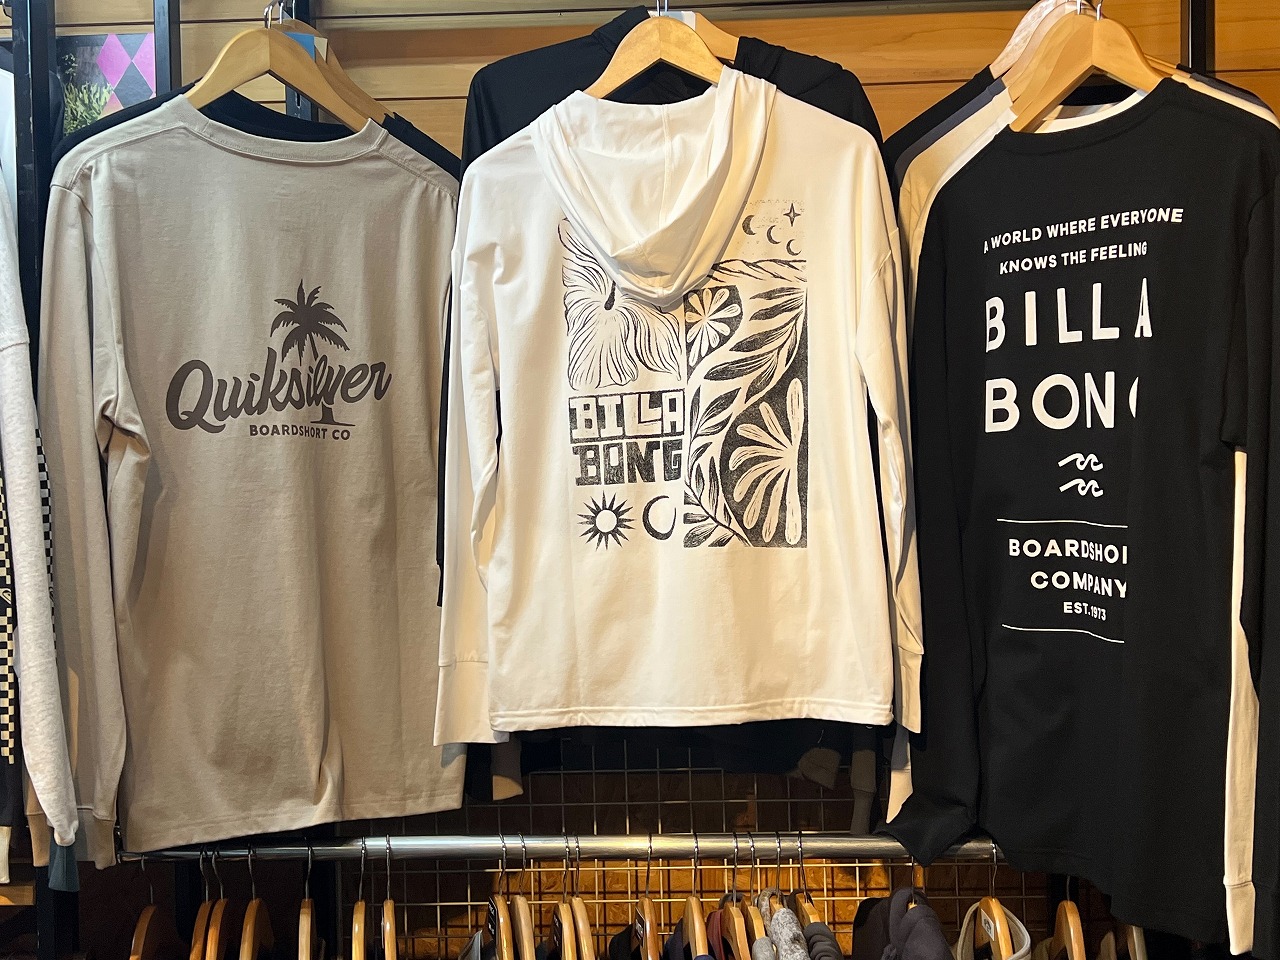 Quiksilver
BOARDSHORT CO
BILLA
BONG
A WORLD WHERE EVERYONE
KNOWS THE FEELING
BILLA
BONG
BOARDSHOR
COMPANY
EST. 1973